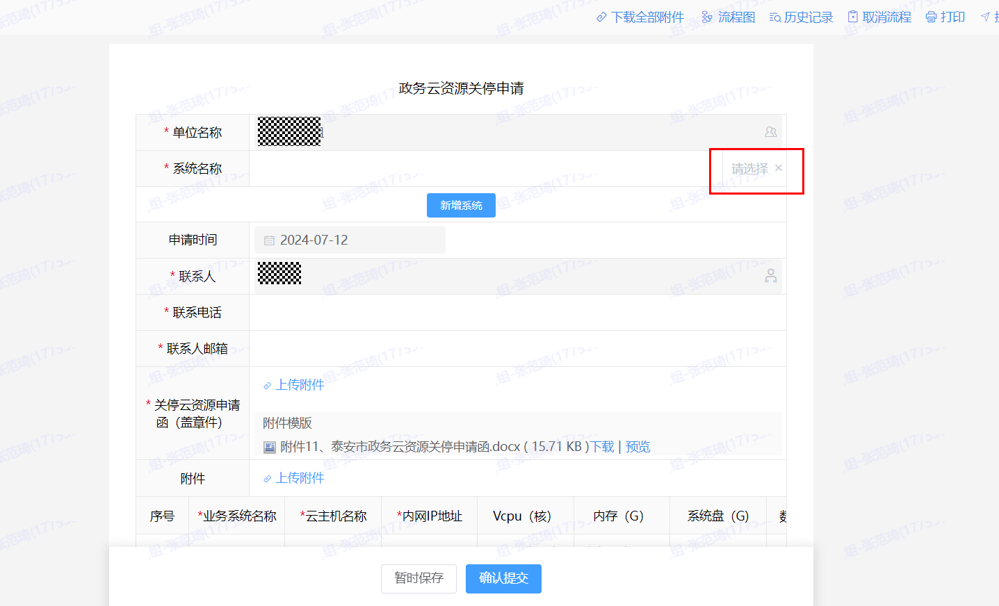 下载全部附件 流程图 历史记录 取消流程 打印
政务云资源关停申请
* 单位名称
* 系统名称 请选择 ×
新增系统
申请时间 2024-07-12
* 联系人
* 联系电话
* 联系人邮箱
* 关停云资源申请
函（盖章件）
上传附件
附件模版
附件11、泰安市政务云资源关停申请函.docx ( 15.71 KB )下载 | 预览
附件 上传附件
序号 *业务系统名称 *云主机名称 *内网IP地址 Vcpu（核） 内存（G） 系统盘（G）
暂时保存 确认提交